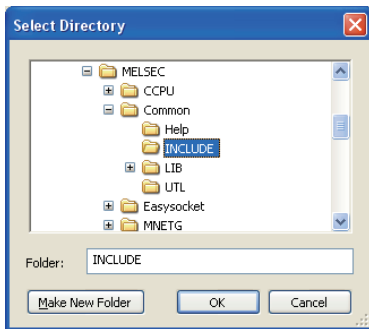 Select Directory
MELSEC
CCPU
Common
Help
INCLUDE
LIB
UTL
Easysocket
MNETG
Folder: INCLUDE
Make New Folder OK Cancel